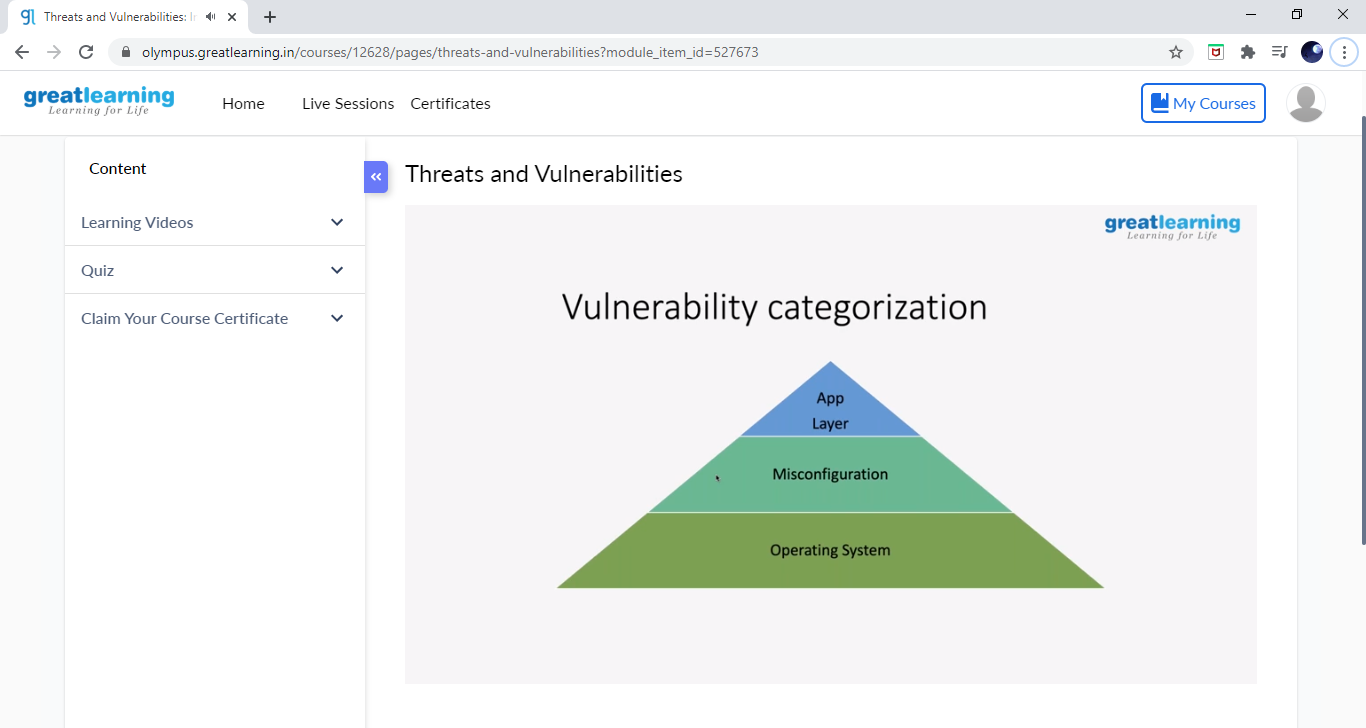 Threats and Vulnerabilities: I
olympus.greatlearning.in/courses/12628/pages/threats-and-vulnerabilities?module_item_id=527673
greatlearning
Learning for Life
Home
Live Sessions
Certificates
My Courses
Content
Learning Videos
Quiz
Claim Your Course Certificate
Threats and Vulnerabilities
greatlearning
Learning for Life
Vulnerability categorization
App
Layer
Misconfiguration
Operating System